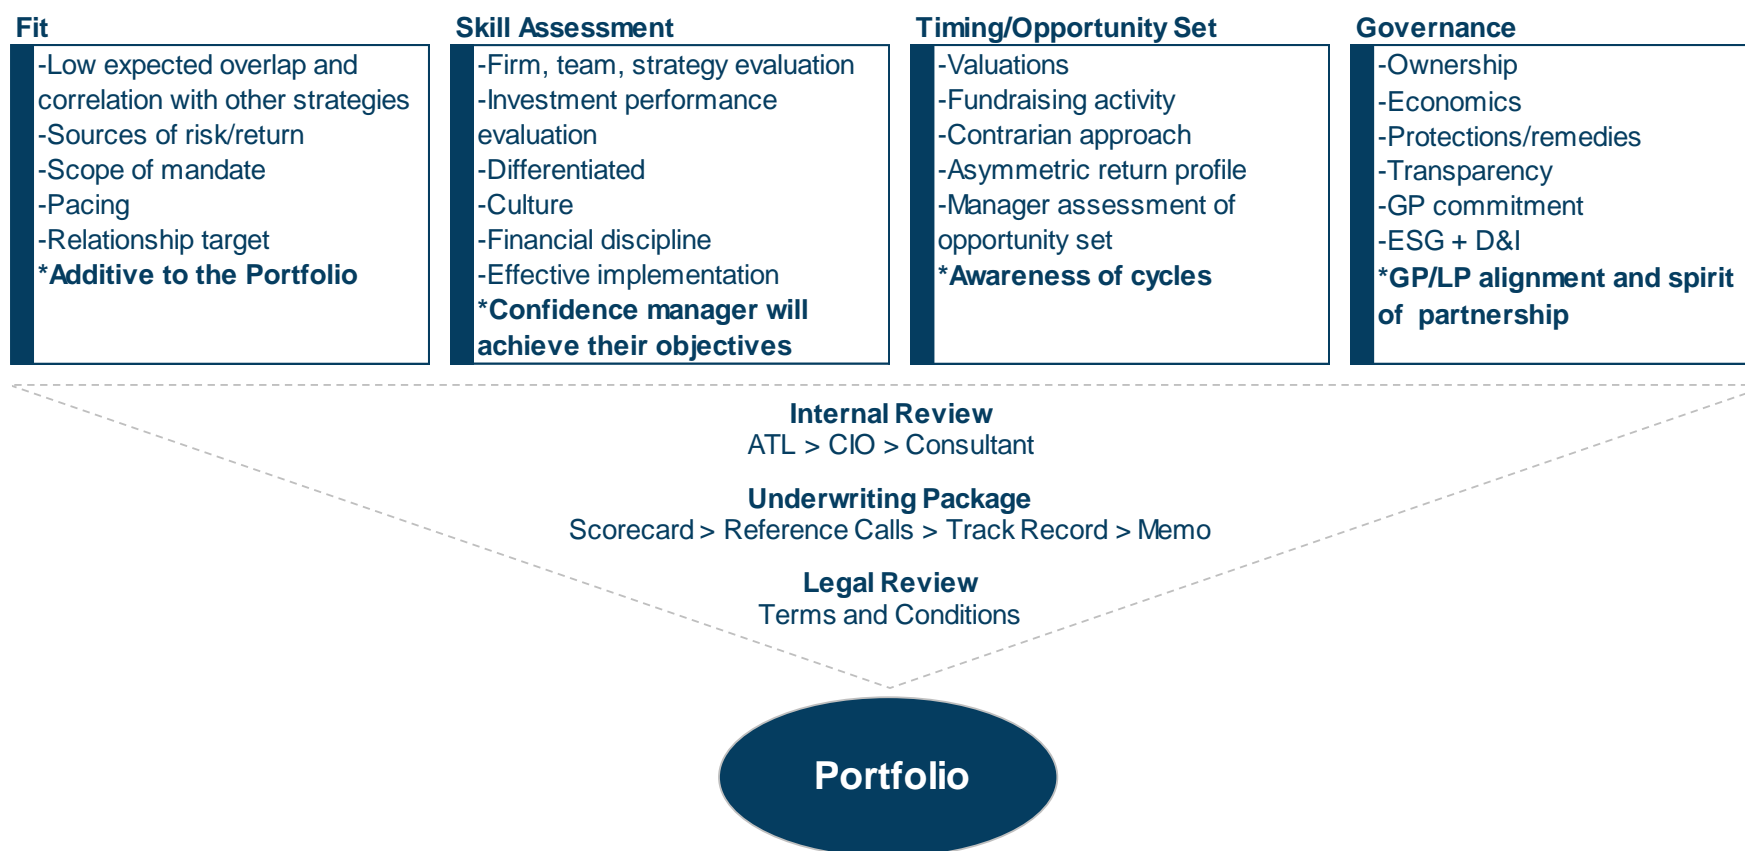 Fit
-Low expected overlap and
correlation with other strategies
-Sources of risk/return
-Scope of mandate
-Pacing
-Relationship target
*Additive to the Portfolio
Skill Assessment
-Firm, team, strategy evaluation
-Investment performance
evaluation
-Differentiated
-Culture
-Financial discipline
-Effective implementation
*Confidence manager will
achieve their objectives
Timing/Opportunity Set
-Valuations
-Fundraising activity
-Contrarian approach
-Asymmetric return profile
-Manager assessment of
opportunity set
*Awareness of cycles
Governance
-Ownership
-Economics
-Protections/remedies
-Transparency
-GP commitment
-ESG + D&I
*GP/LP alignment and spirit
of partnership
Internal Review
ATL > CIO > Consultant
Underwriting Package
Scorecard > Reference Calls > Track Record > Memo
Legal Review
Terms and Conditions
Portfolio